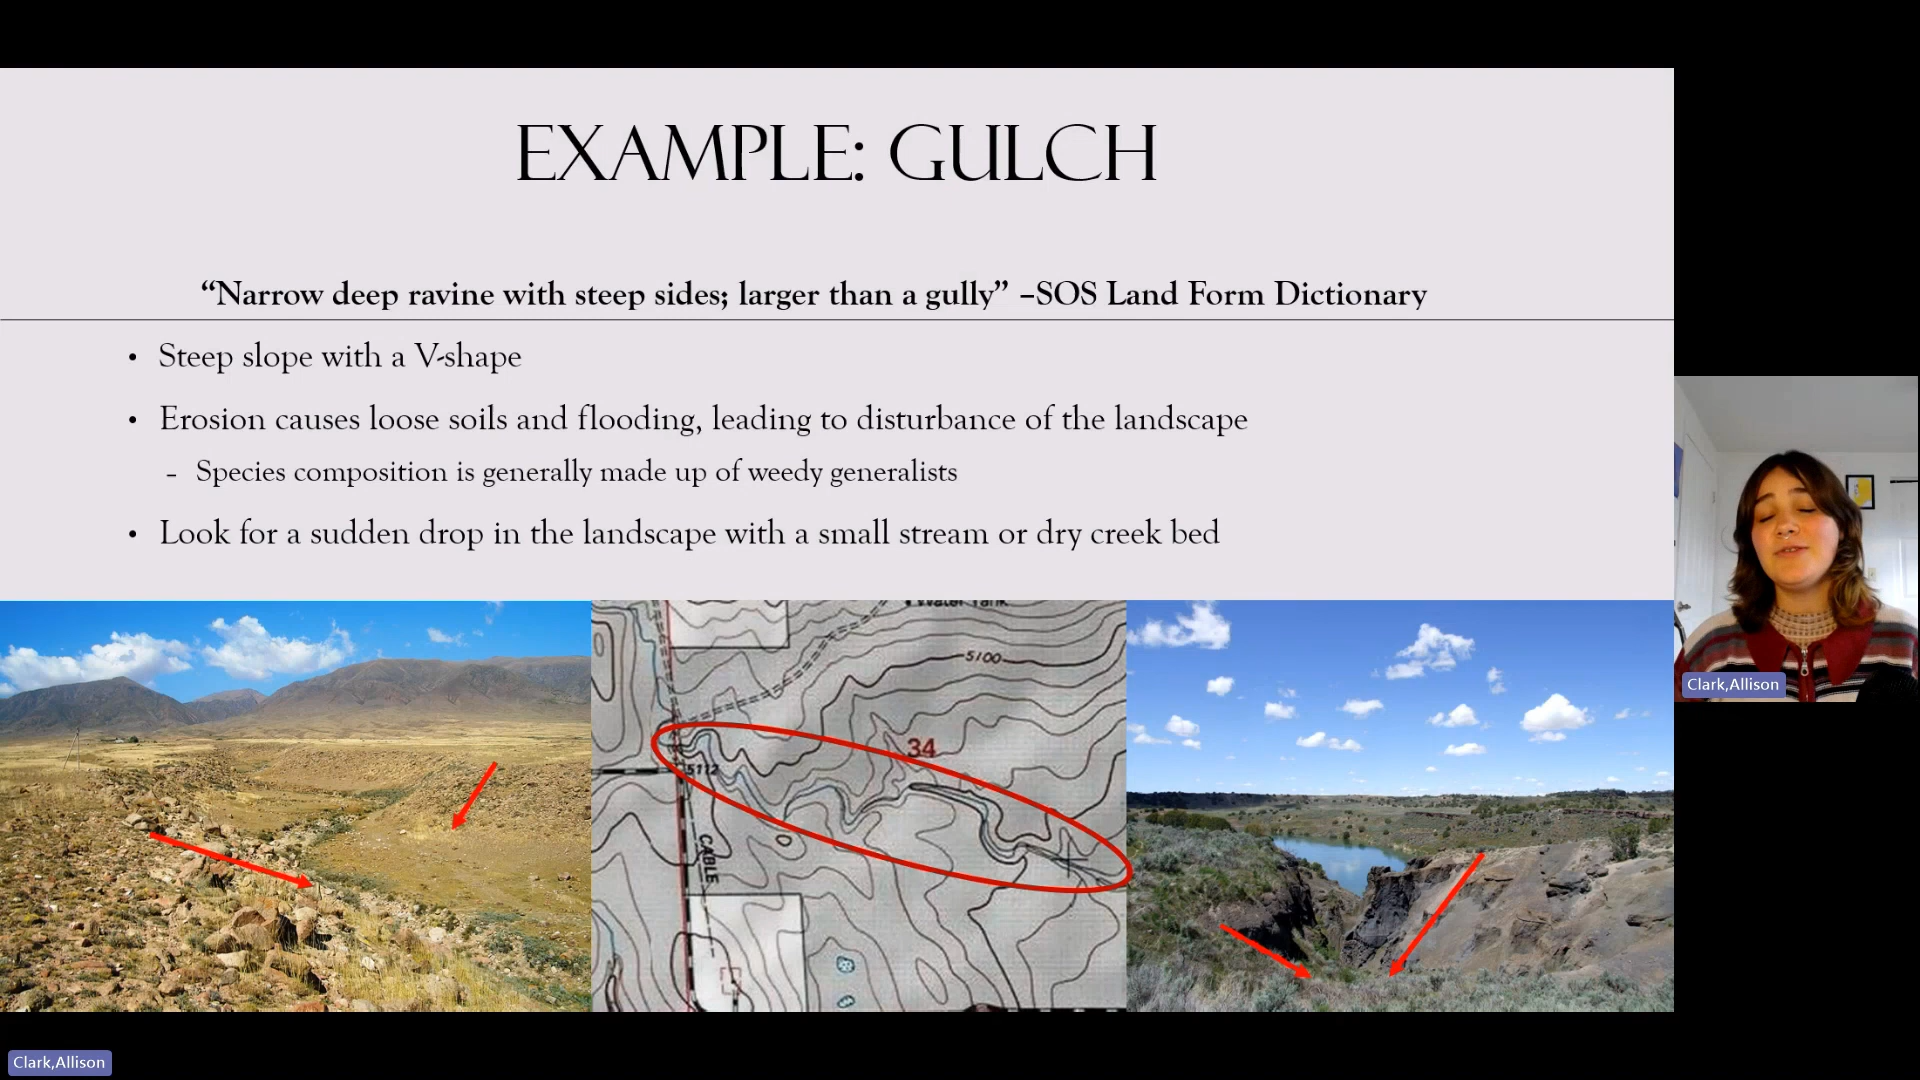 EXAMPLE: GULCH
“Narrow deep ravine with steep sides; larger than a gully” –SOS Land Form Dictionary
• Steep slope with a V-shape
• Erosion causes loose soils and flooding, leading to disturbance of the landscape
- Species composition is generally made up of weedy generalists
• Look for a sudden drop in the landscape with a small stream or dry creek bed
Water Tank
5100
34
5112
CABLE
Clark,Allison
Clark,Allison